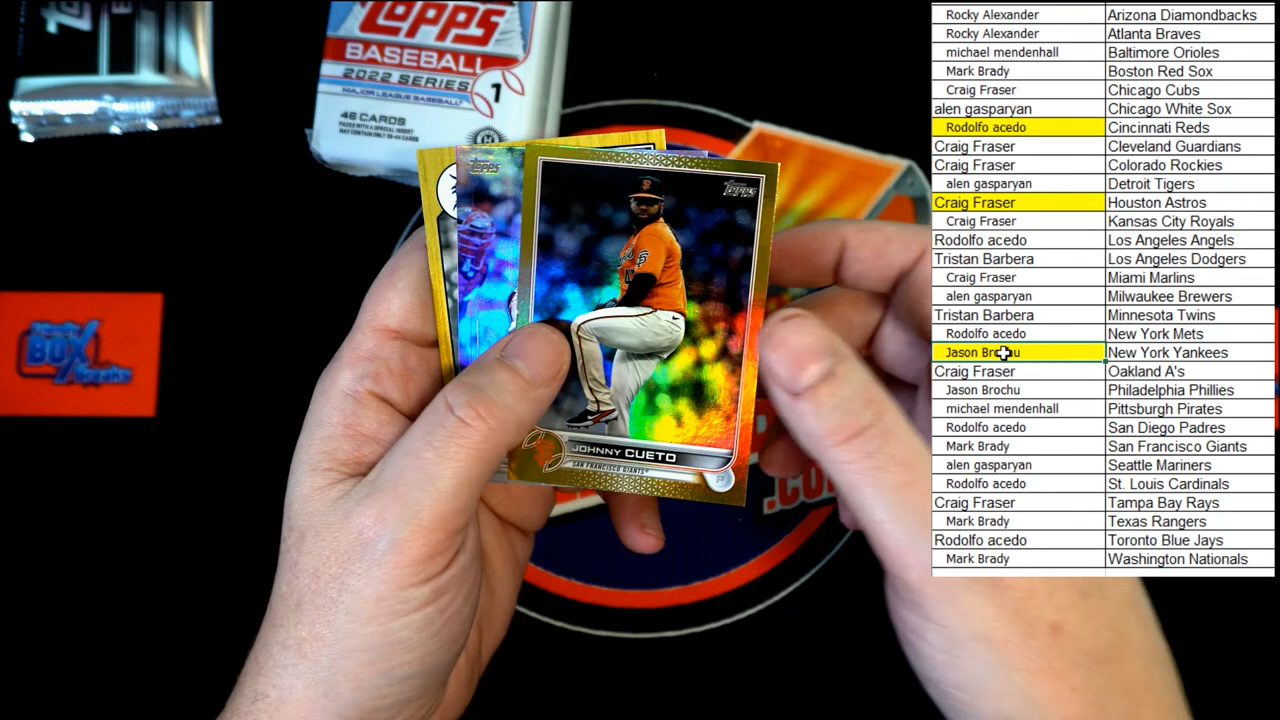 TOPPS
BASEBALL
2022 SERIES
1
MAJOR LEAGUE BASEBALL
46 CARDS
TOPPS
TOPPS
JOHNNY CUETO
SAN FRANCISCO GIANTS
P
BOX
Breaks
.CO
Rocky Alexander Arizona Diamondbacks
Rocky Alexander Atlanta Braves
michael mendenhall Baltimore Orioles
Mark Brady Boston Red Sox
Craig Fraser Chicago Cubs
alen gasparyan Chicago White Sox
Rodolfo acedo Cincinnati Reds
Craig Fraser Cleveland Guardians
Craig Fraser Colorado Rockies
alen gasparyan Detroit Tigers
Craig Fraser Houston Astros
Craig Fraser Kansas City Royals
Rodolfo acedo Los Angeles Angels
Tristan Barbera Los Angeles Dodgers
Craig Fraser Miami Marlins
alen gasparyan Milwaukee Brewers
Tristan Barbera Minnesota Twins
Rodolfo acedo New York Mets
Jason Brochu New York Yankees
Craig Fraser Oakland A's
Jason Brochu Philadelphia Phillies
michael mendenhall Pittsburgh Pirates
Rodolfo acedo San Diego Padres
Mark Brady San Francisco Giants
alen gasparyan Seattle Mariners
Rodolfo acedo St. Louis Cardinals
Craig Fraser Tampa Bay Rays
Mark Brady Texas Rangers
Rodolfo acedo Toronto Blue Jays
Mark Brady Washington Nationals